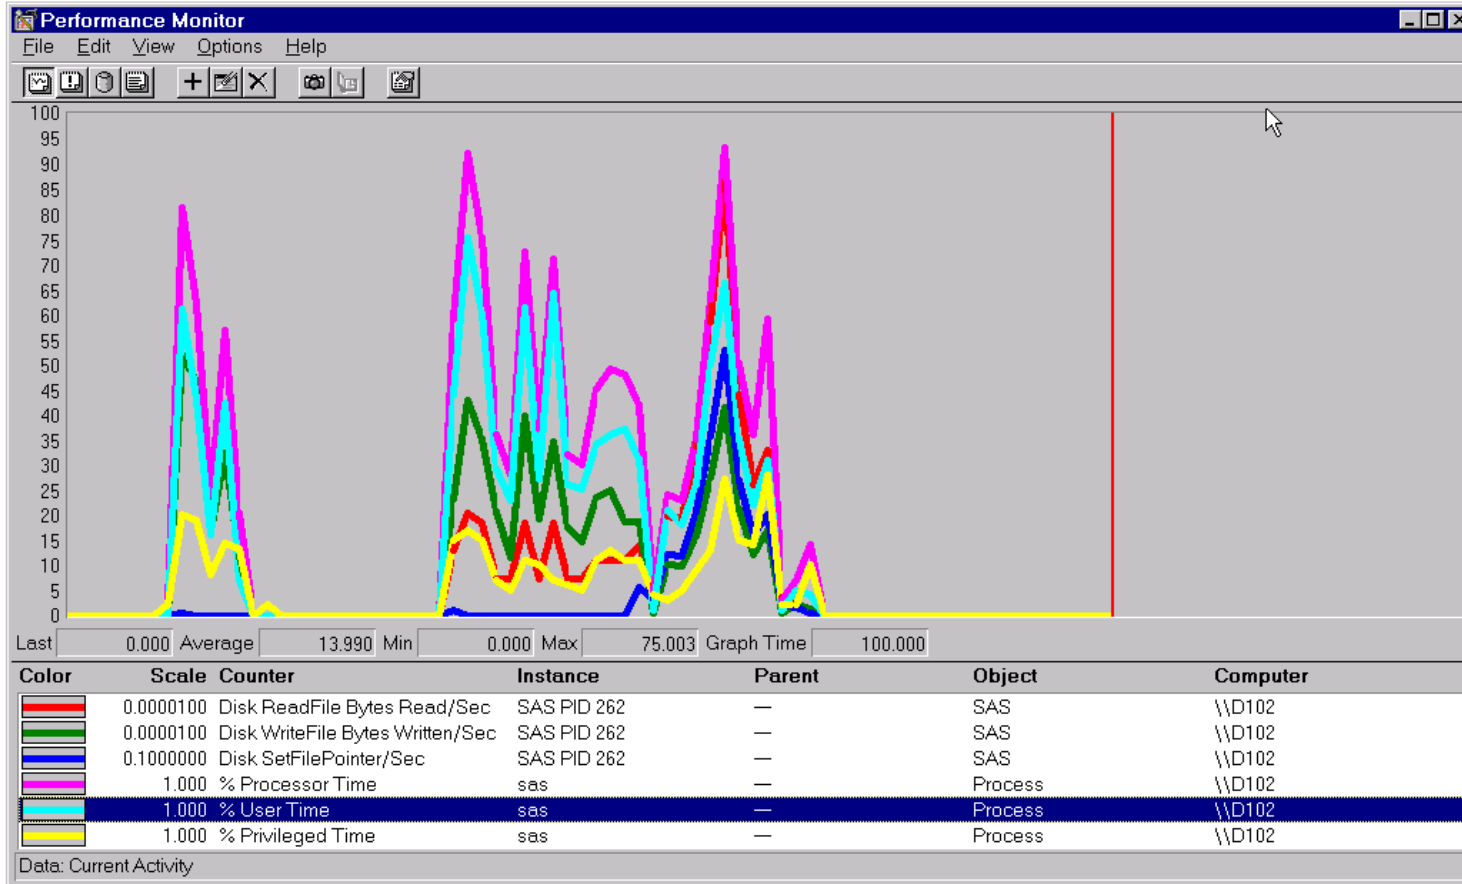 Performance Monitor
File Edit View Options Help
100
95
90
85
80
75
70
65
60
55
50
45
40
35
30
25
20
15
10
5
0
Last 0.000 Average 13.990 Min 0.000 Max 75.003 Graph Time 100.000
Color Scale Counter Instance Parent Object Computer
0.0000100 Disk ReadFile Bytes Read/Sec SAS PID 262 — SAS \\D102
0.0000100 Disk WriteFile Bytes Written/Sec SAS PID 262 — SAS \\D102
0.1000000 Disk SetFilePointer/Sec SAS PID 262 — SAS \\D102
1.000 % Processor Time sas — Process \\D102
1.000 % User Time sas — Process \\D102
1.000 % Privileged Time sas — Process \\D102
Data: Current Activity